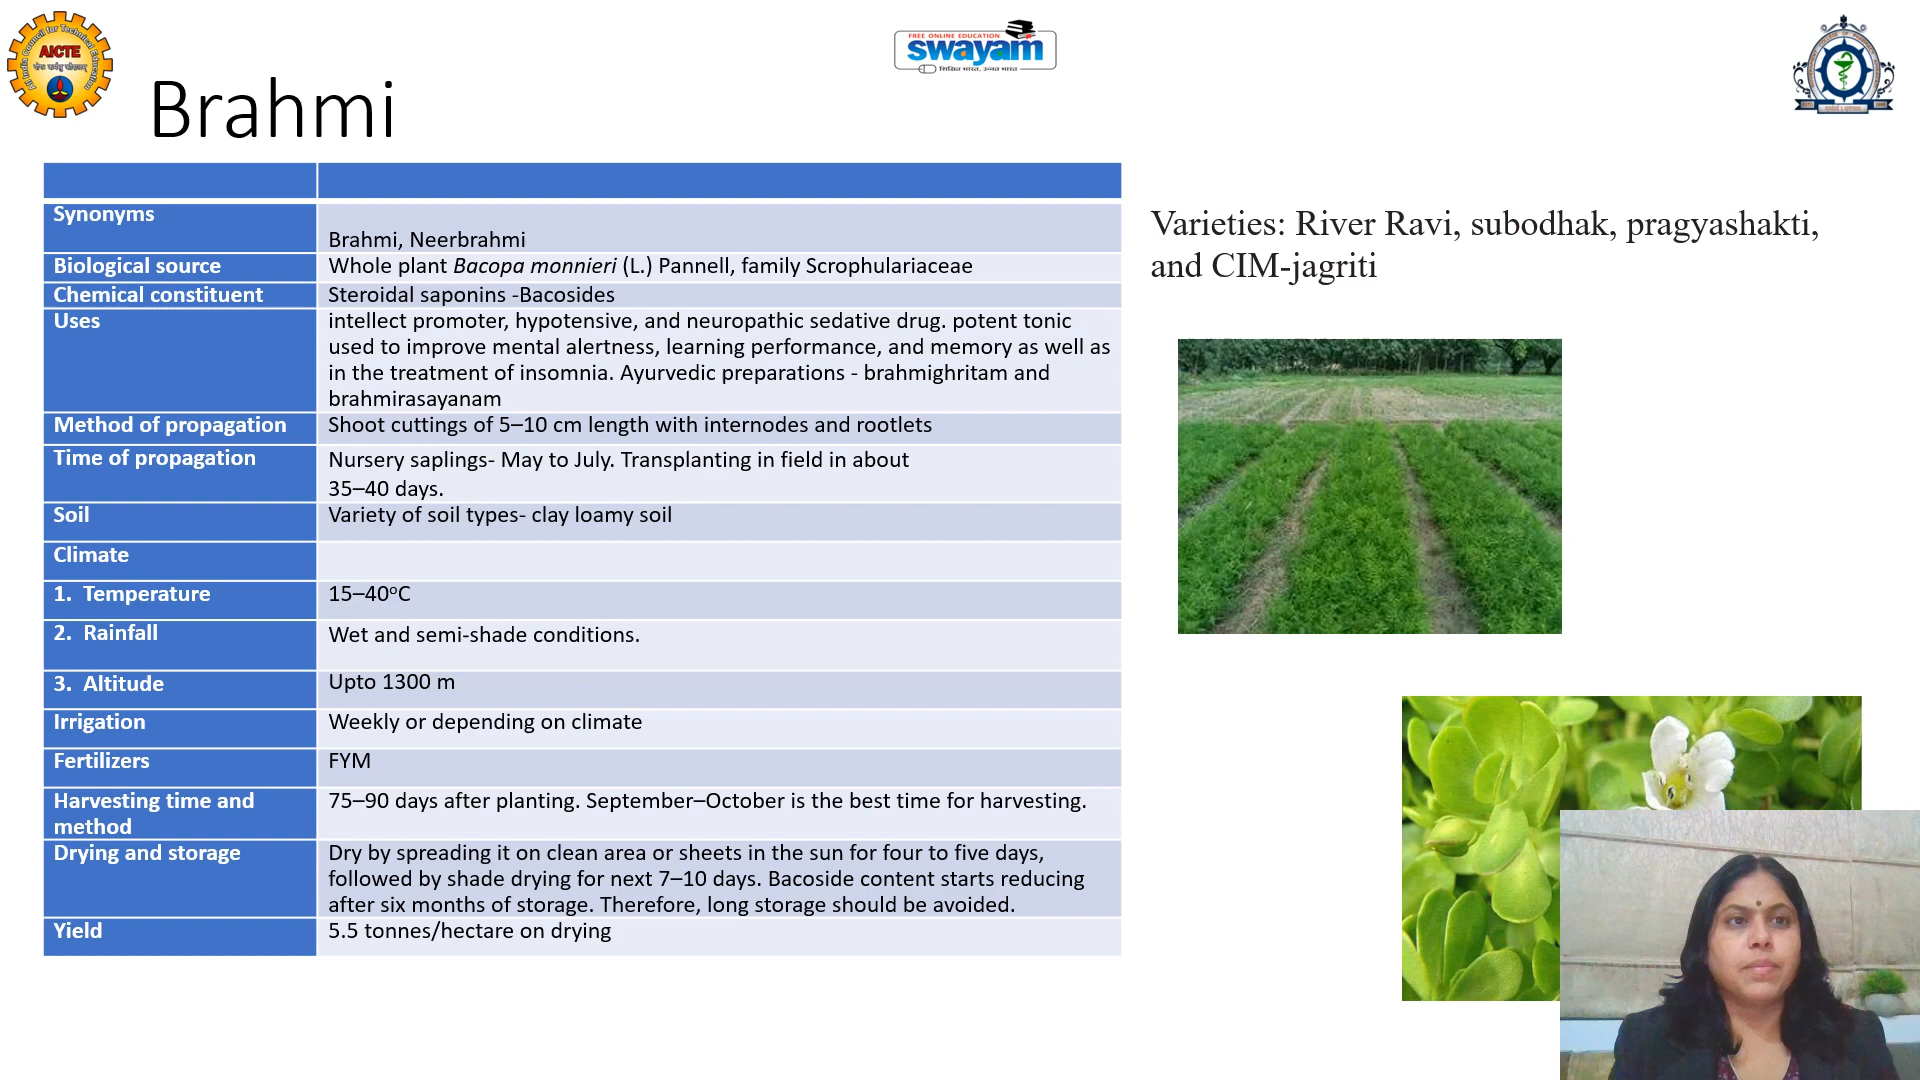 All India Council for Technical Education
AICTE
FREE ONLINE EDUCATION
swayam
शिक्षित भारत, उन्नत भारत
Brahmi
Synonyms
Brahmi, Neerbrahmi
Biological source
Whole plant Bacopa monnieri (L.) Pannell, family Scrophulariaceae
Chemical constituent
Steroidal saponins -Bacosides
Uses
intellect promoter, hypotensive, and neuropathic sedative drug. potent tonic
used to improve mental alertness, learning performance, and memory as well as
in the treatment of insomnia. Ayurvedic preparations - brahmighritam and
brahmirasayanam
Method of propagation
Shoot cuttings of 5–10 cm length with internodes and rootlets
Time of propagation
Nursery saplings- May to July. Transplanting in field in about
35–40 days.
Soil
Variety of soil types- clay loamy soil
Climate
1. Temperature
15–40°C
2. Rainfall
Wet and semi-shade conditions.
3. Altitude
Upto 1300 m
Irrigation
Weekly or depending on climate
Fertilizers
FYM
Harvesting time and
method
75–90 days after planting. September–October is the best time for harvesting.
Drying and storage
Dry by spreading it on clean area or sheets in the sun for four to five days,
followed by shade drying for next 7–10 days. Bacoside content starts reducing
after six months of storage. Therefore, long storage should be avoided.
Yield
5.5 tonnes/hectare on drying
Varieties: River Ravi, subodhak, pragyashakti,
and CIM-jagriti